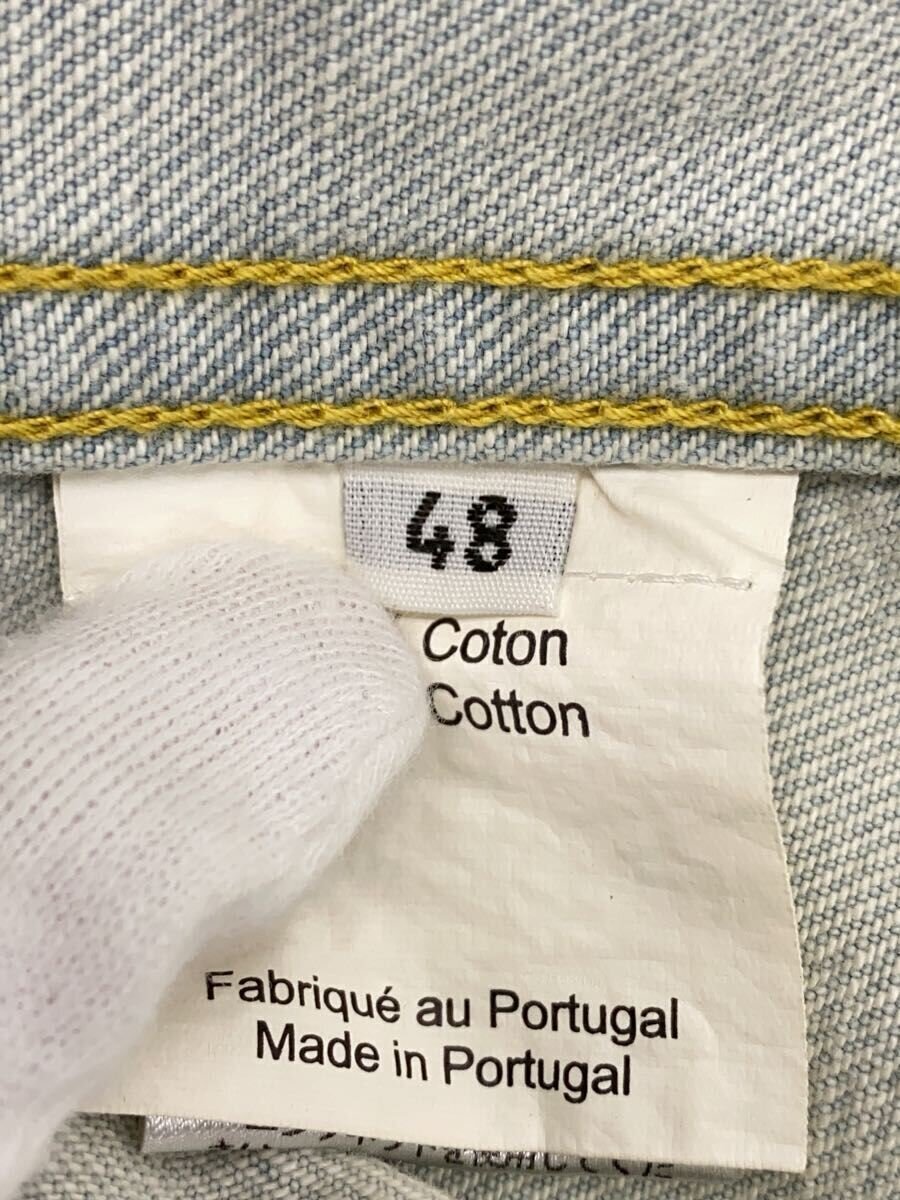 48
Coton
Cotton
Fabriqué au Portugal
Made in Portugal